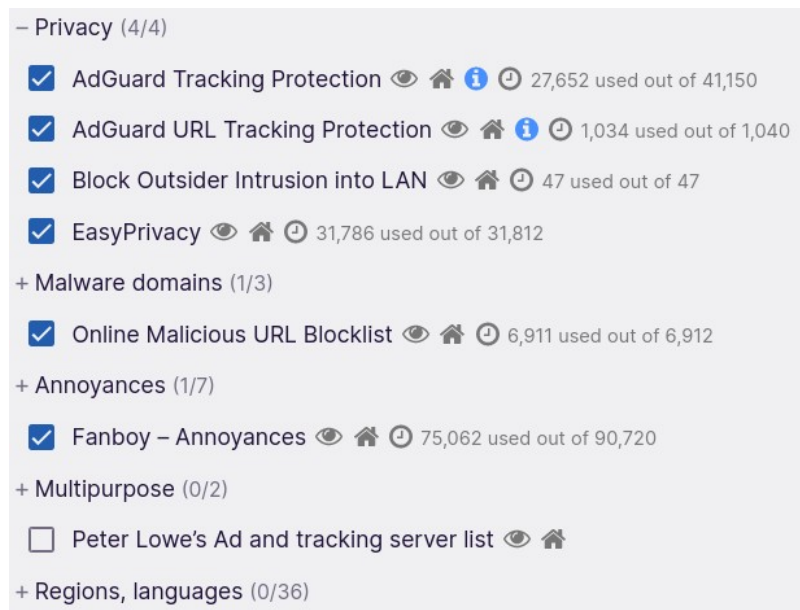 – Privacy (4/4)
AdGuard Tracking Protection 27,652 used out of 41,150
AdGuard URL Tracking Protection 1,034 used out of 1,040
Block Outsider Intrusion into LAN 47 used out of 47
EasyPrivacy 31,786 used out of 31,812
+ Malware domains (1/3)
Online Malicious URL Blocklist 6,911 used out of 6,912
+ Annoyances (1/7)
Fanboy – Annoyances 75,062 used out of 90,720
+ Multipurpose (0/2)
Peter Lowe’s Ad and tracking server list
+ Regions, languages (0/36)